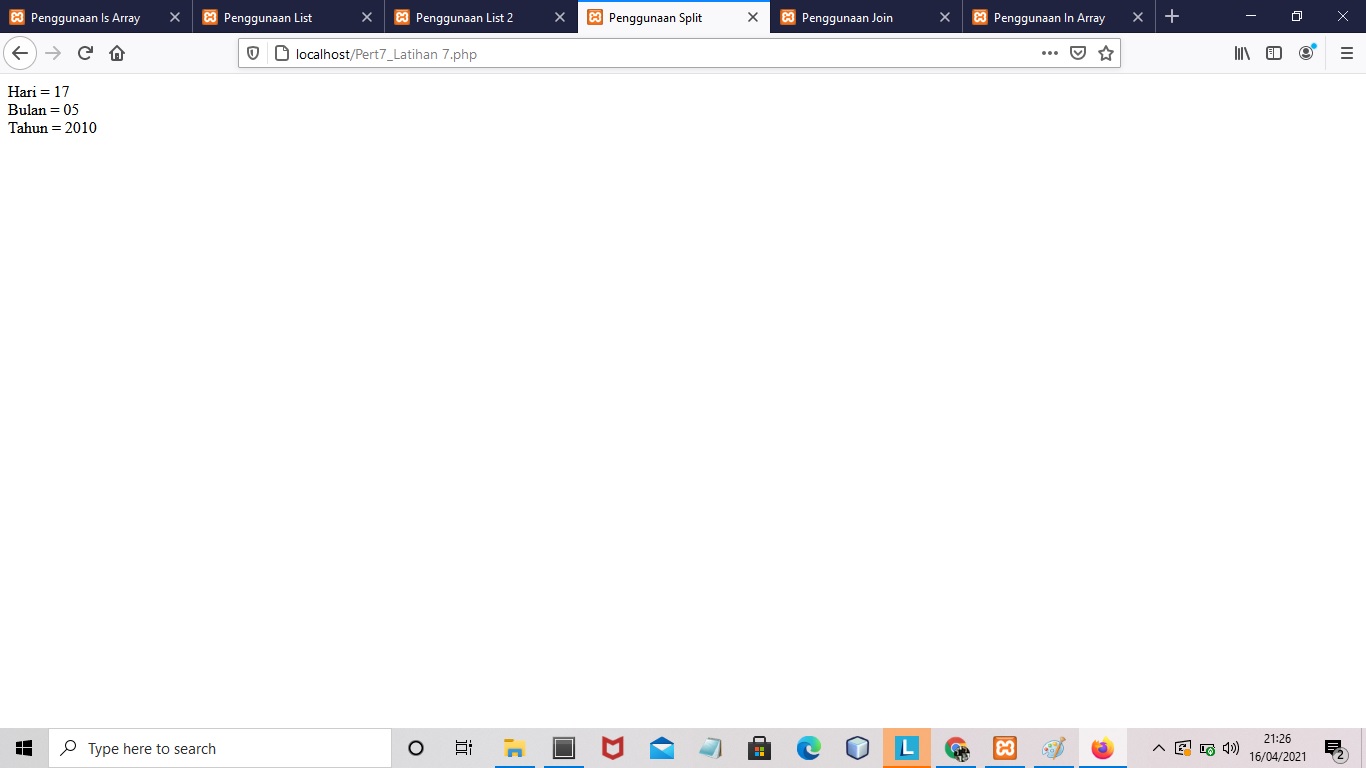 Penggunaan Is Array
Penggunaan List
Penggunaan List 2
Penggunaan Split
Penggunaan Join
Penggunaan In Array
localhost/Pert7_Latihan 7.php
Hari = 17
Bulan = 05
Tahun = 2010
Type here to search
L
21:26
16/04/2021
2